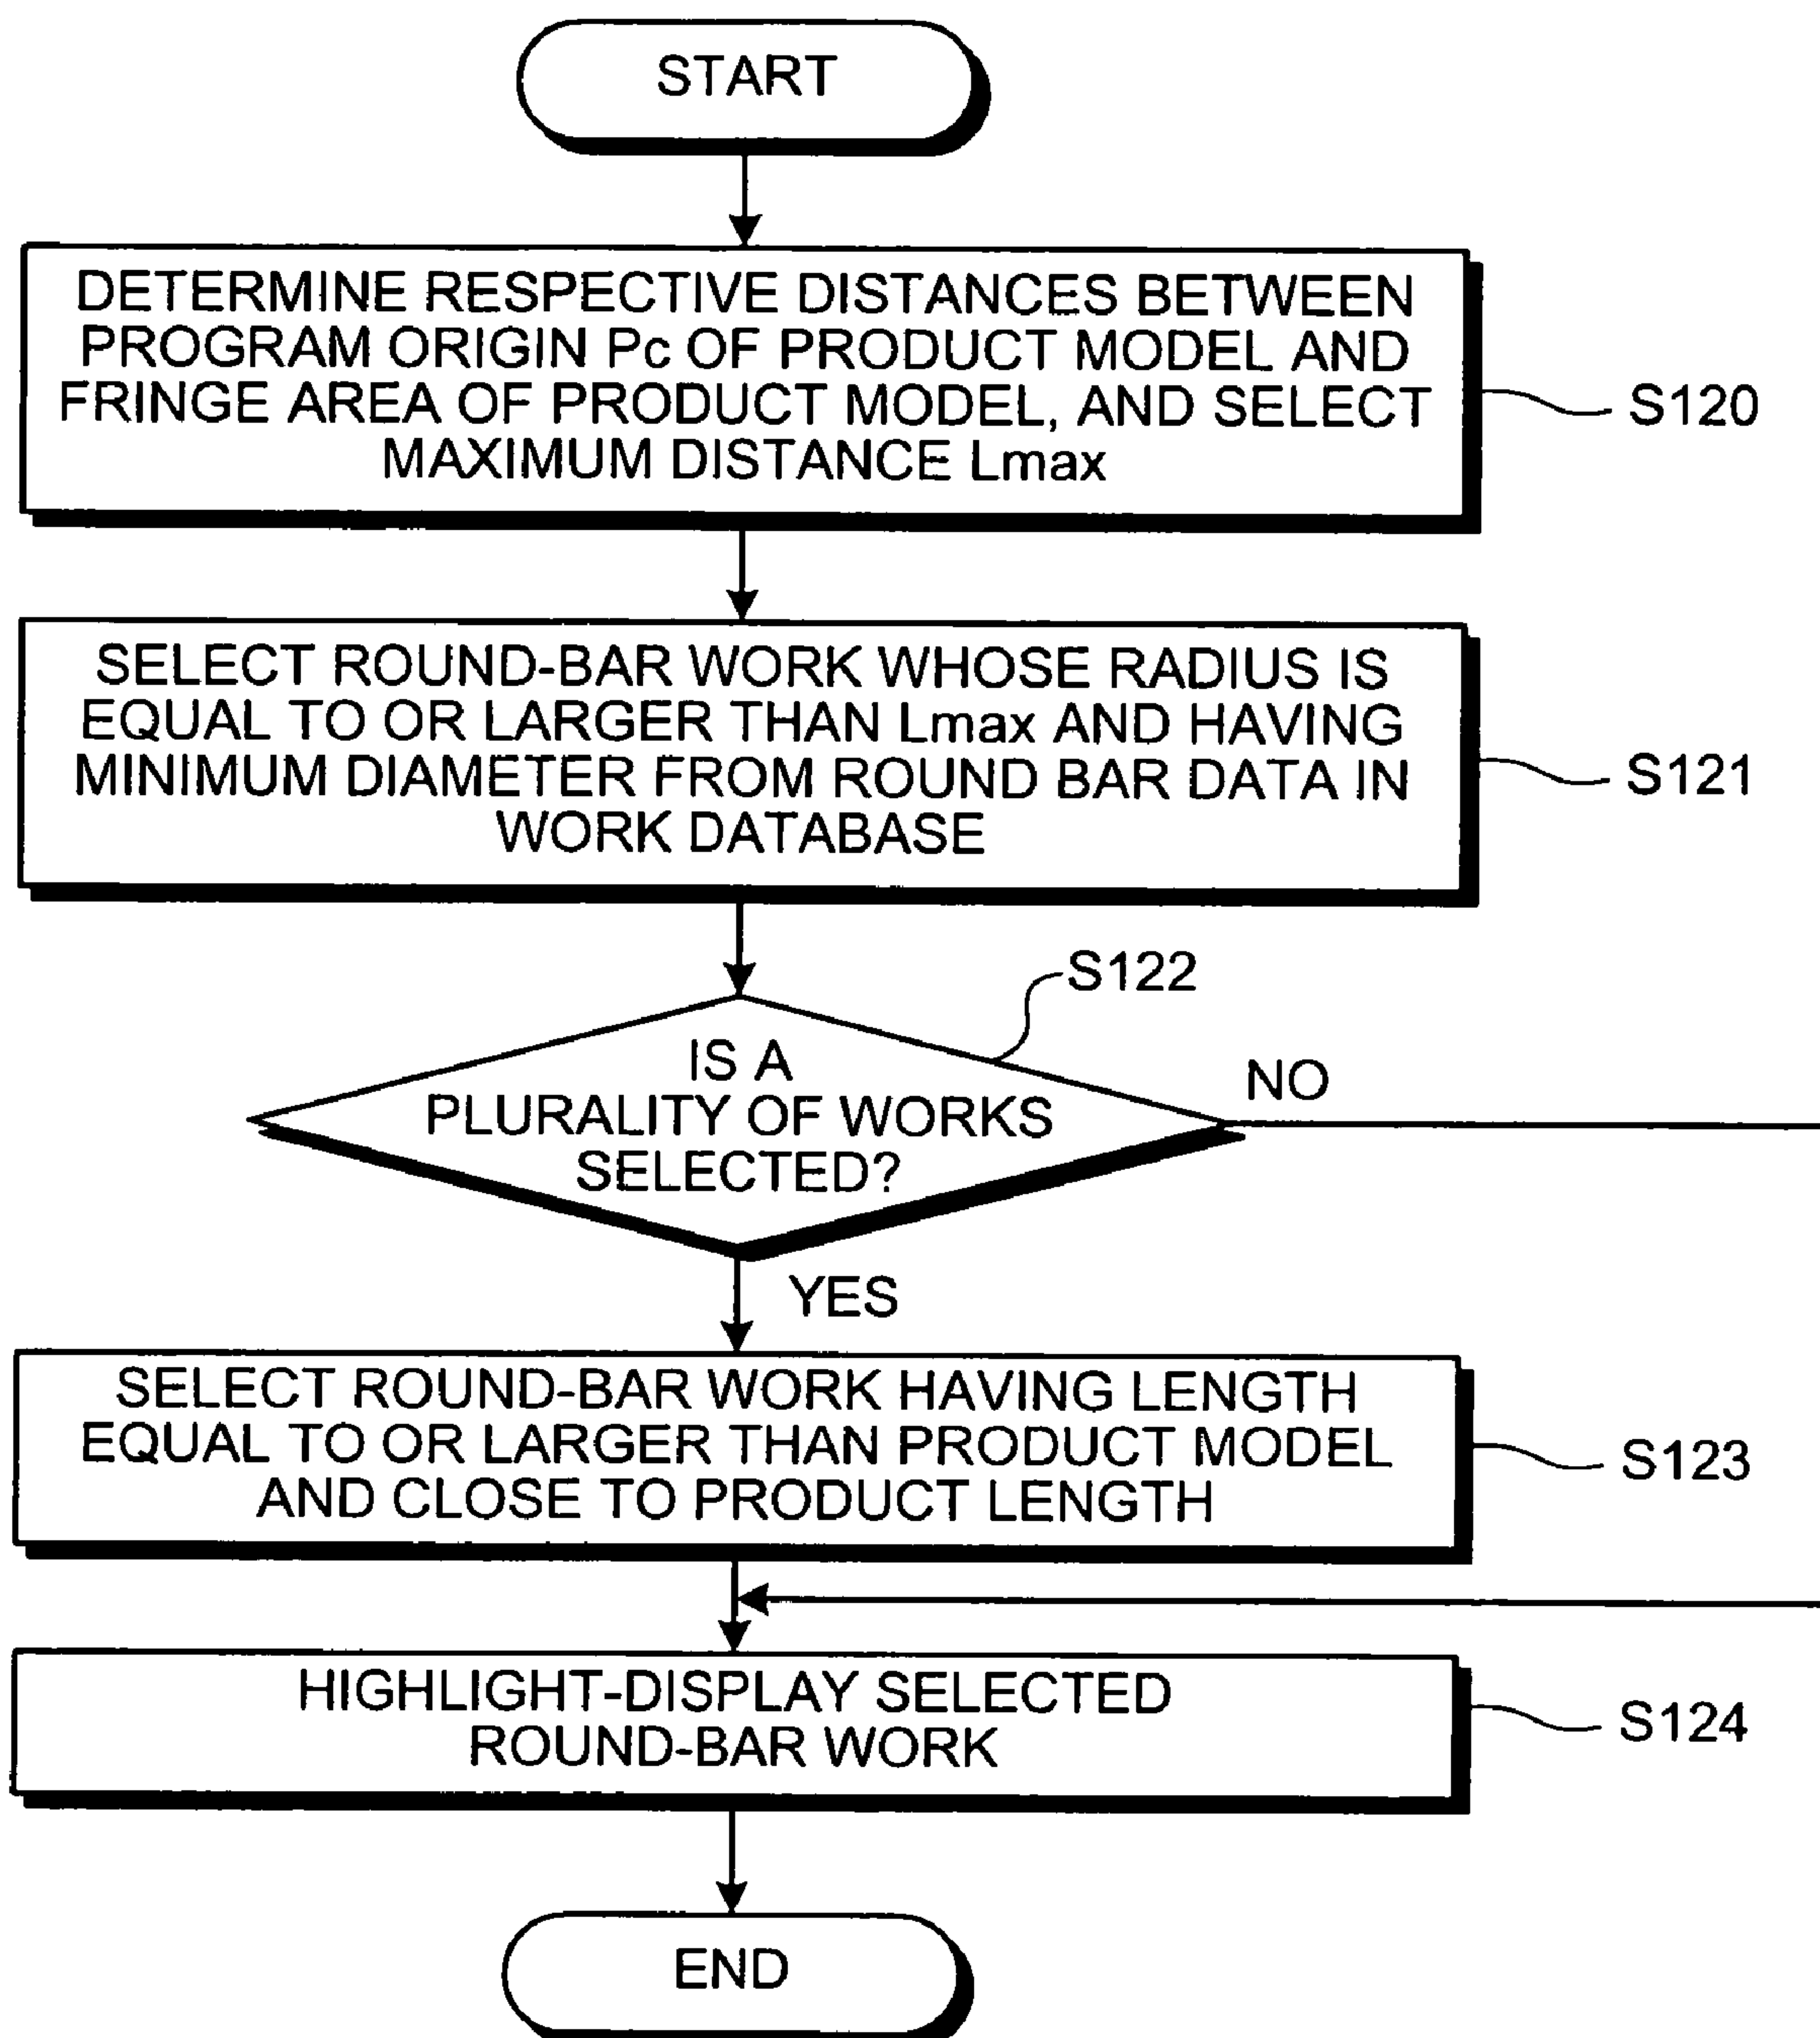 START
DETERMINE RESPECTIVE DISTANCES BETWEEN
PROGRAM ORIGIN Pc OF PRODUCT MODEL AND
FRINGE AREA OF PRODUCT MODEL, AND SELECT
MAXIMUM DISTANCE Lmax
S120
SELECT ROUND-BAR WORK WHOSE RADIUS IS
EQUAL TO OR LARGER THAN Lmax AND HAVING
MINIMUM DIAMETER FROM ROUND BAR DATA IN
WORK DATABASE
S121
S122
IS A
PLURALITY OF WORKS
SELECTED?
NO
YES
SELECT ROUND-BAR WORK HAVING LENGTH
EQUAL TO OR LARGER THAN PRODUCT MODEL
AND CLOSE TO PRODUCT LENGTH
S123
HIGHLIGHT-DISPLAY SELECTED
ROUND-BAR WORK
S124
END